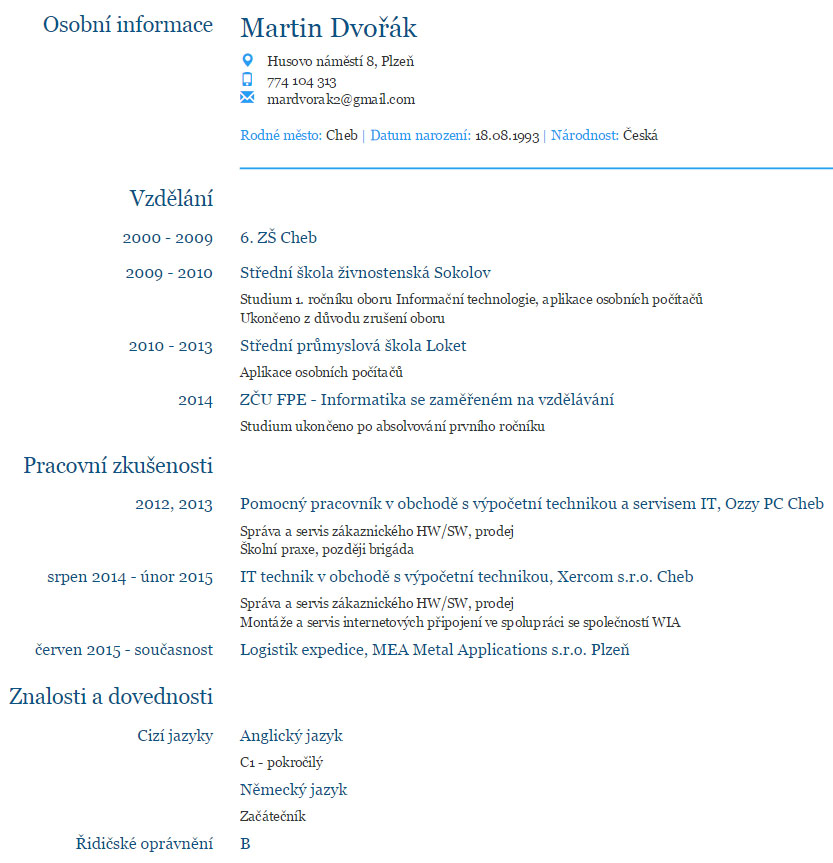 Osobní informace
Martin Dvořák
Husovo náměstí 8, Plzeň
774 104 313
mardvorak2@gmail.com
Rodné město: Cheb | Datum narození: 18.08.1993 | Národnost: Česká
Vzdělání
2000 - 2009 6. ZŠ Cheb
2009 - 2010 Střední škola živnostenská Sokolov
Studium 1. ročníku oboru Informační technologie, aplikace osobních počítačů
Ukončeno z důvodu zrušení oboru
2010 - 2013 Střední průmyslová škola Loket
Aplikace osobních počítačů
2014 ZČU FPE - Informatika se zaměřeném na vzdělávání
Studium ukončeno po absolvování prvního ročníku
Pracovní zkušenosti
2012, 2013 Pomocný pracovník v obchodě s výpočetní technikou a servisem IT, Ozzy PC Cheb
Správa a servis zákaznického HW/SW, prodej
Školní praxe, později brigáda
srpen 2014 - únor 2015 IT technik v obchodě s výpočetní technikou, Xercom s.r.o. Cheb
Správa a servis zákaznického HW/SW, prodej
Montáže a servis internetových připojení ve spolupráci se společností WIA
červen 2015 - současnost Logistik expedice, MEA Metal Applications s.r.o. Plzeň
Znalosti a dovednosti
Cizí jazyky Anglický jazyk
C1 - pokročilý
Německý jazyk
Začátečník
Řidičské oprávnění B